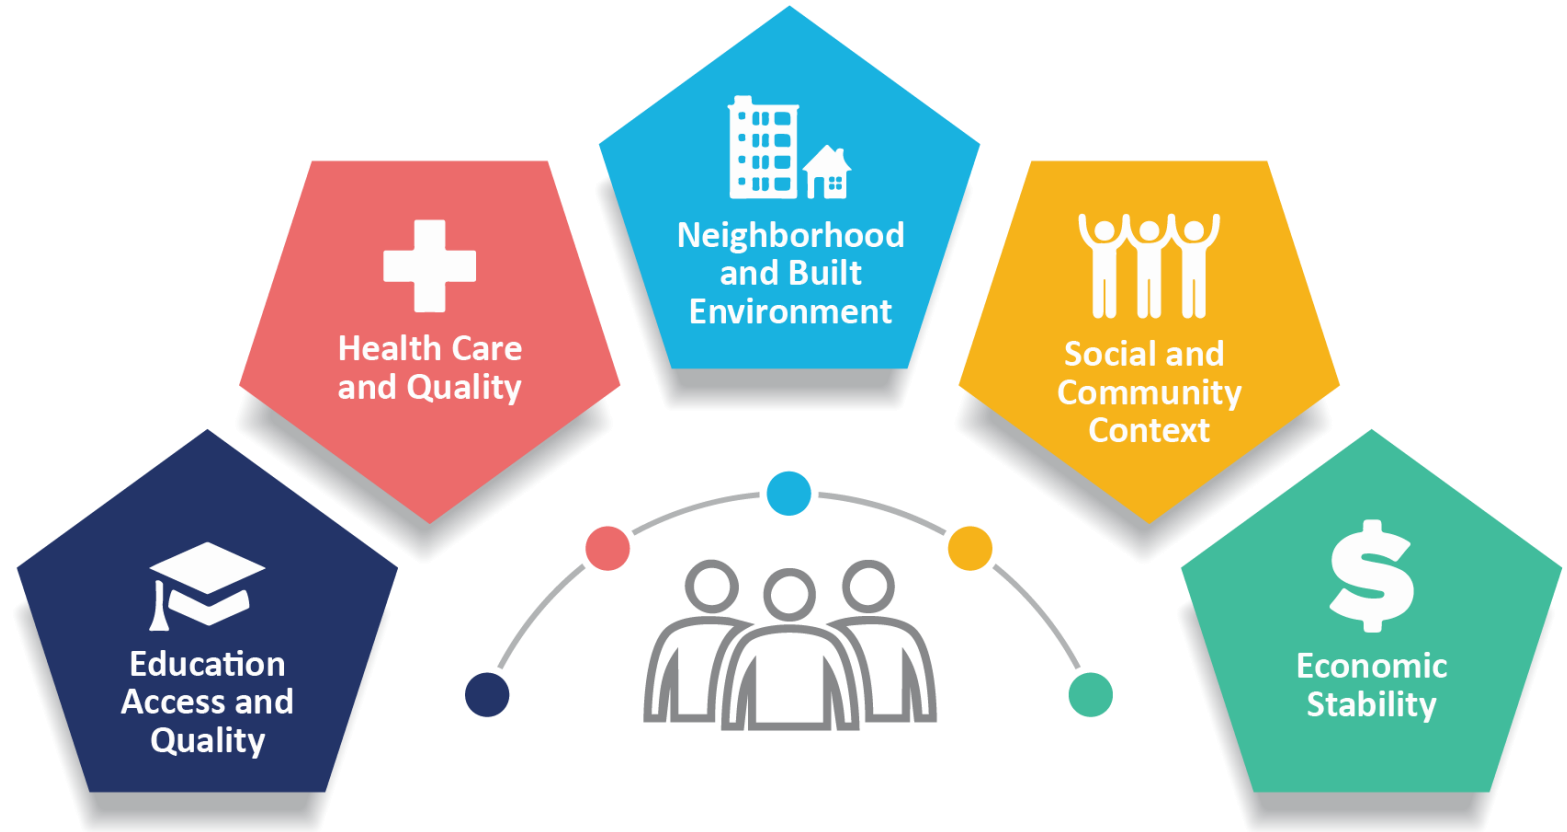 Education
Access and
Quality
Health Care
and Quality
Neighborhood
and Built
Environment
Social and
Community
Context
Economic
Stability